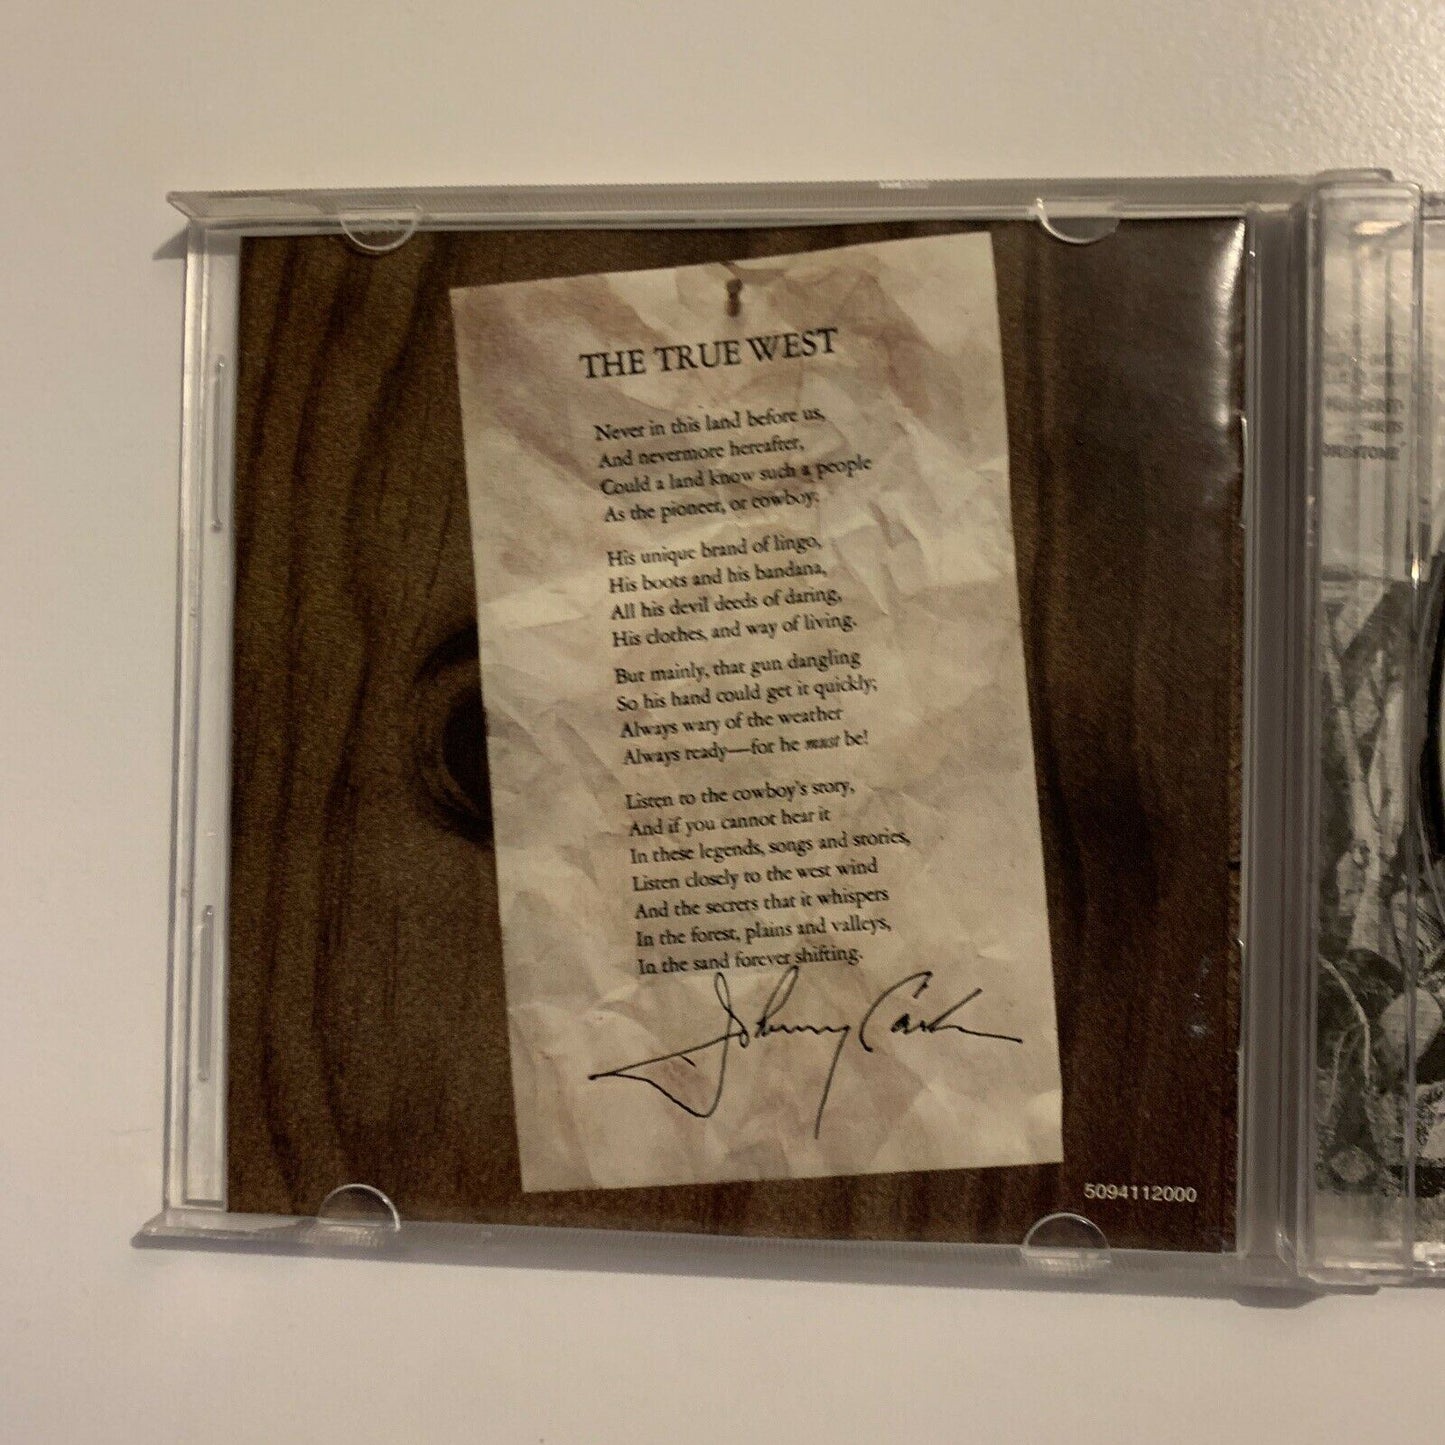 THE TRUE WEST
Never in this land before us,
And nevermore hereafter,
Could a land know such a people
As the pioneer, or cowboy;
His unique brand of lingo,
His boots and his bandana,
All his devil deeds of daring,
His clothes, and way of living.
But mainly, that gun dangling
So his hand could get it quickly;
Always wary of the weather
Always ready—for he must be!
Listen to the cowboy's story,
And if you cannot hear it
In these legends, songs and stories,
Listen closely to the west wind
And the secrets that it whispers
In the forest, plains and valleys,
In the sand forever shifting.
Johnny Cash
5094112000